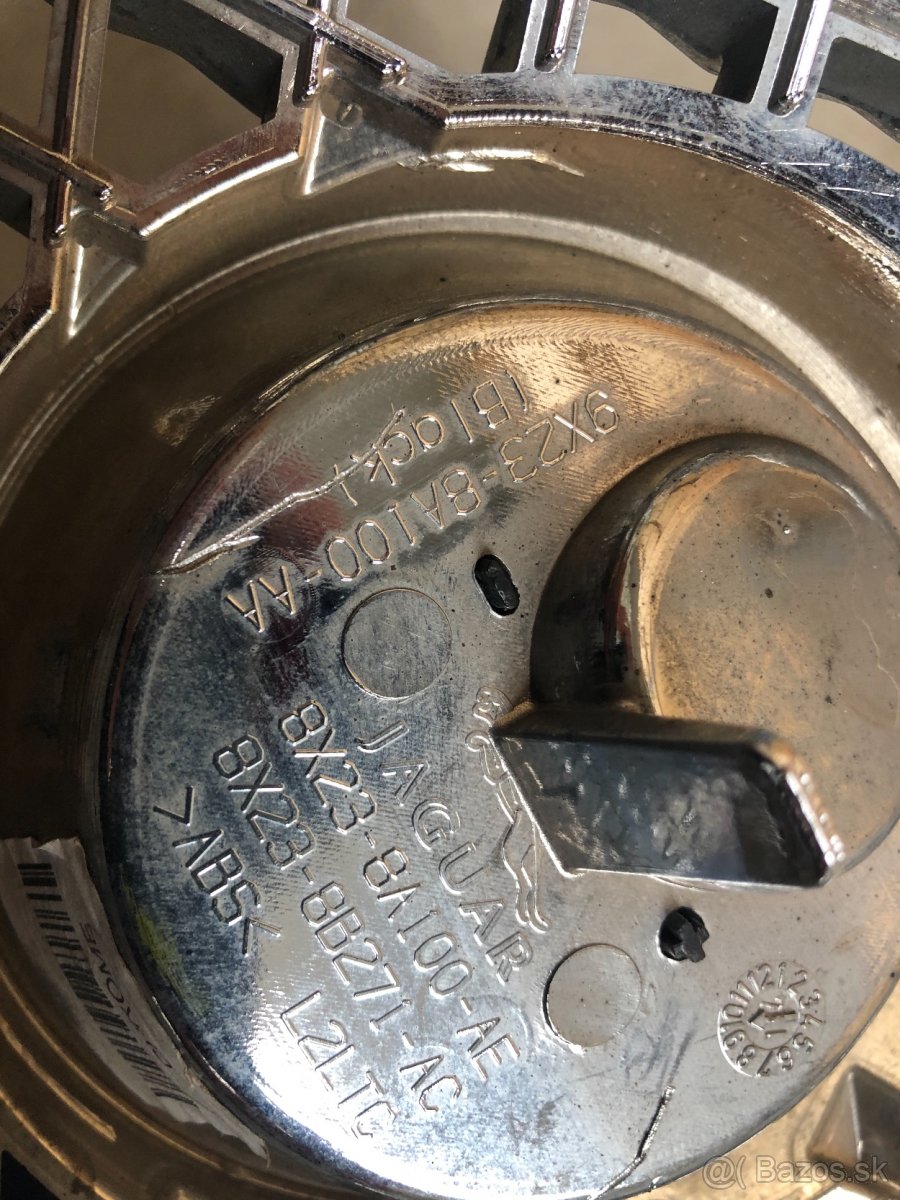 9X23-8A100-AA
(Black)
JAGUAR
8X23-8A100-AE
8X23-8B271-AC
>ABS<
L2LTC
@( Bazos.sk